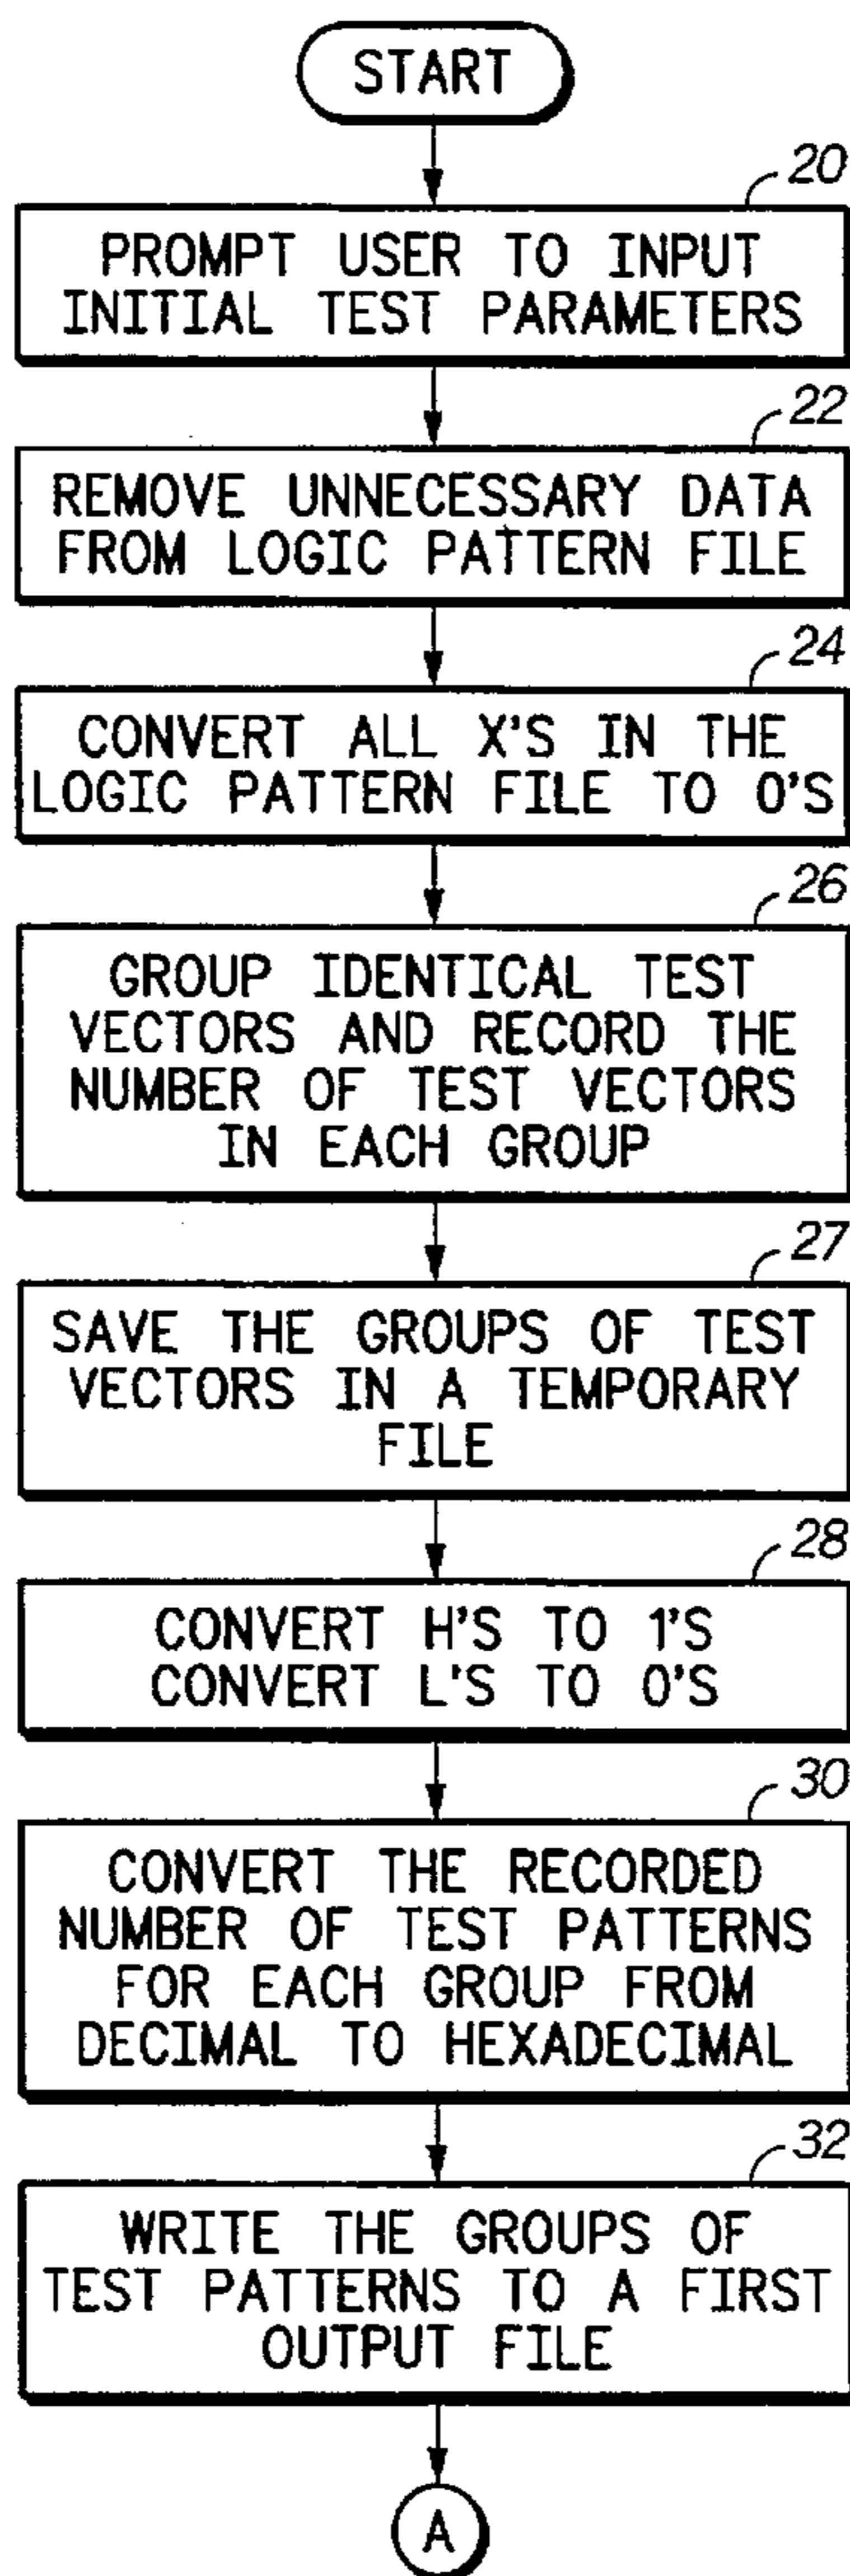 START
20
PROMPT USER TO INPUT
INITIAL TEST PARAMETERS
22
REMOVE UNNECESSARY DATA
FROM LOGIC PATTERN FILE
24
CONVERT ALL X'S IN THE
LOGIC PATTERN FILE TO 0'S
26
GROUP IDENTICAL TEST
VECTORS AND RECORD THE
NUMBER OF TEST VECTORS
IN EACH GROUP
27
SAVE THE GROUPS OF TEST
VECTORS IN A TEMPORARY
FILE
28
CONVERT H'S TO 1'S
CONVERT L'S TO 0'S
30
CONVERT THE RECORDED
NUMBER OF TEST PATTERNS
FOR EACH GROUP FROM
DECIMAL TO HEXADECIMAL
32
WRITE THE GROUPS OF
TEST PATTERNS TO A FIRST
OUTPUT FILE
A